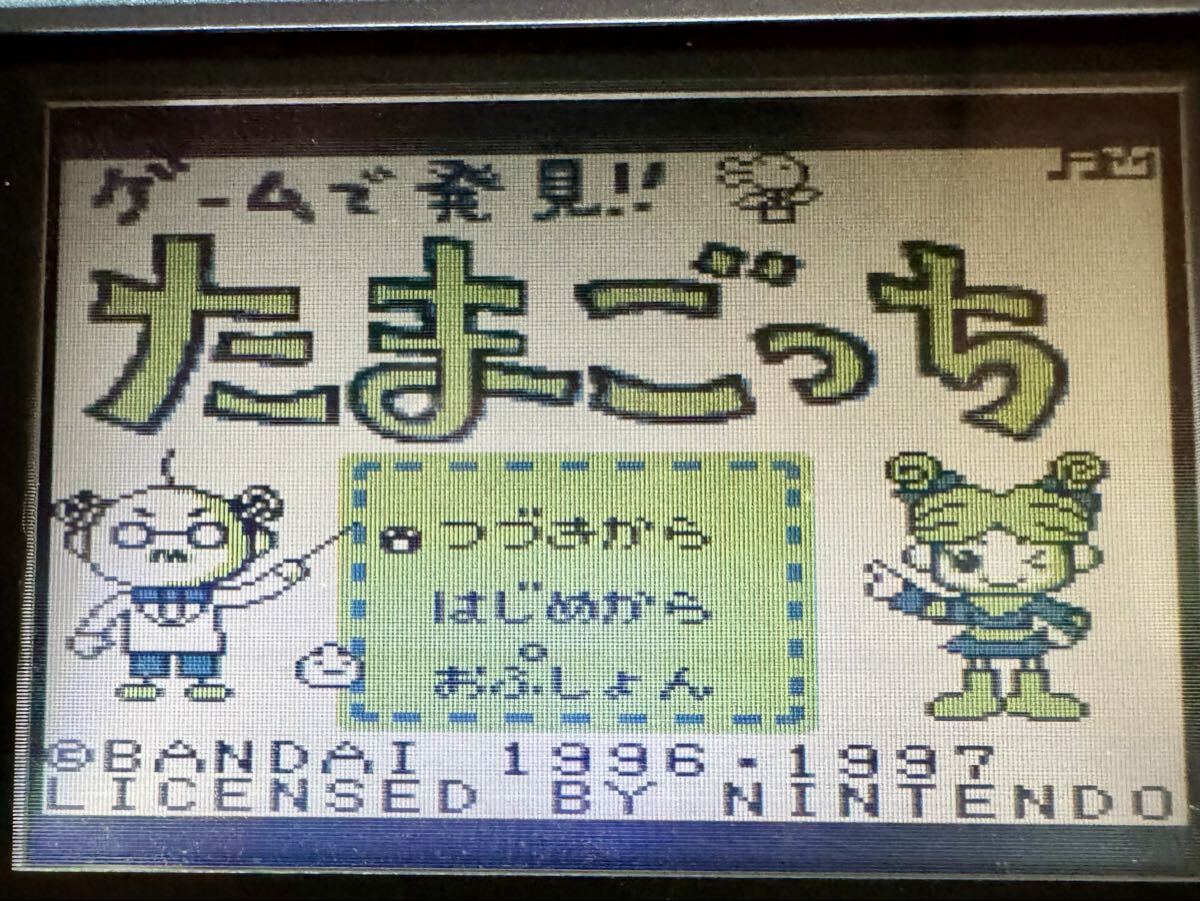 ゲームで発見!!
たまごっち
つづきから
はじめから
おぷしょん
©BANDAI 1996-1997
LICENSED BY NINTENDO